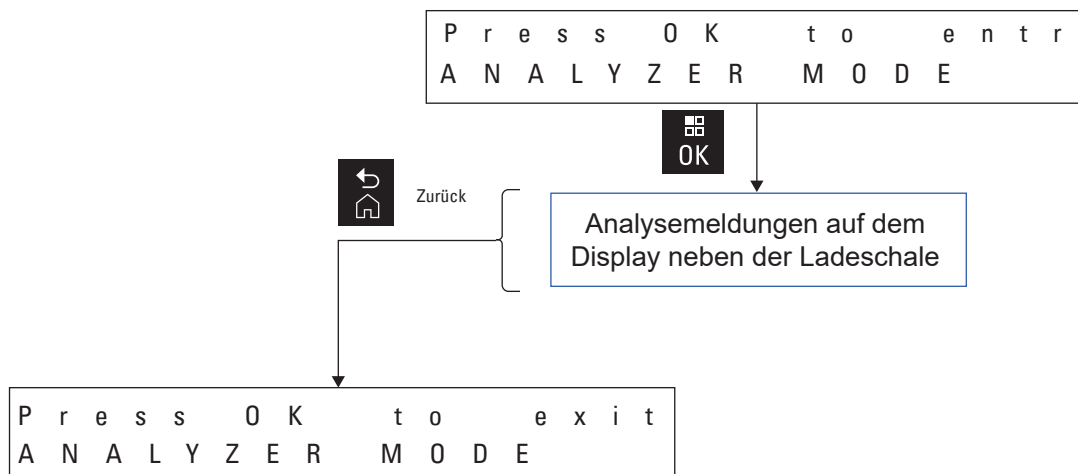 Press OK to entr
ANALYZER MODE
OK
Zurück
Analysemeldungen auf dem
Display neben der Ladeschale
Press OK to exit
ANALYZER MODE